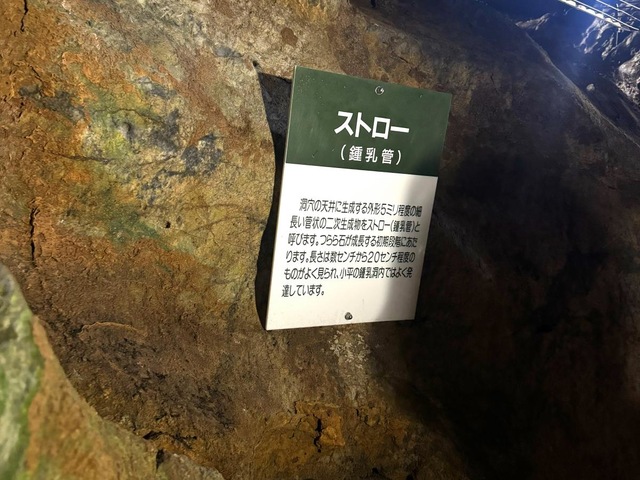 ストロー
(鍾乳管)
洞穴の天井に生成する外形5ミリ程度の細
長い管状の二次生成物をストロー(鍾乳管)と
呼びます。つらら石が成長する初期段階にあた
ります。長さは数センチから20センチ程度の
ものがよく見られ、小平の鍾乳洞内ではよく発
達しています。